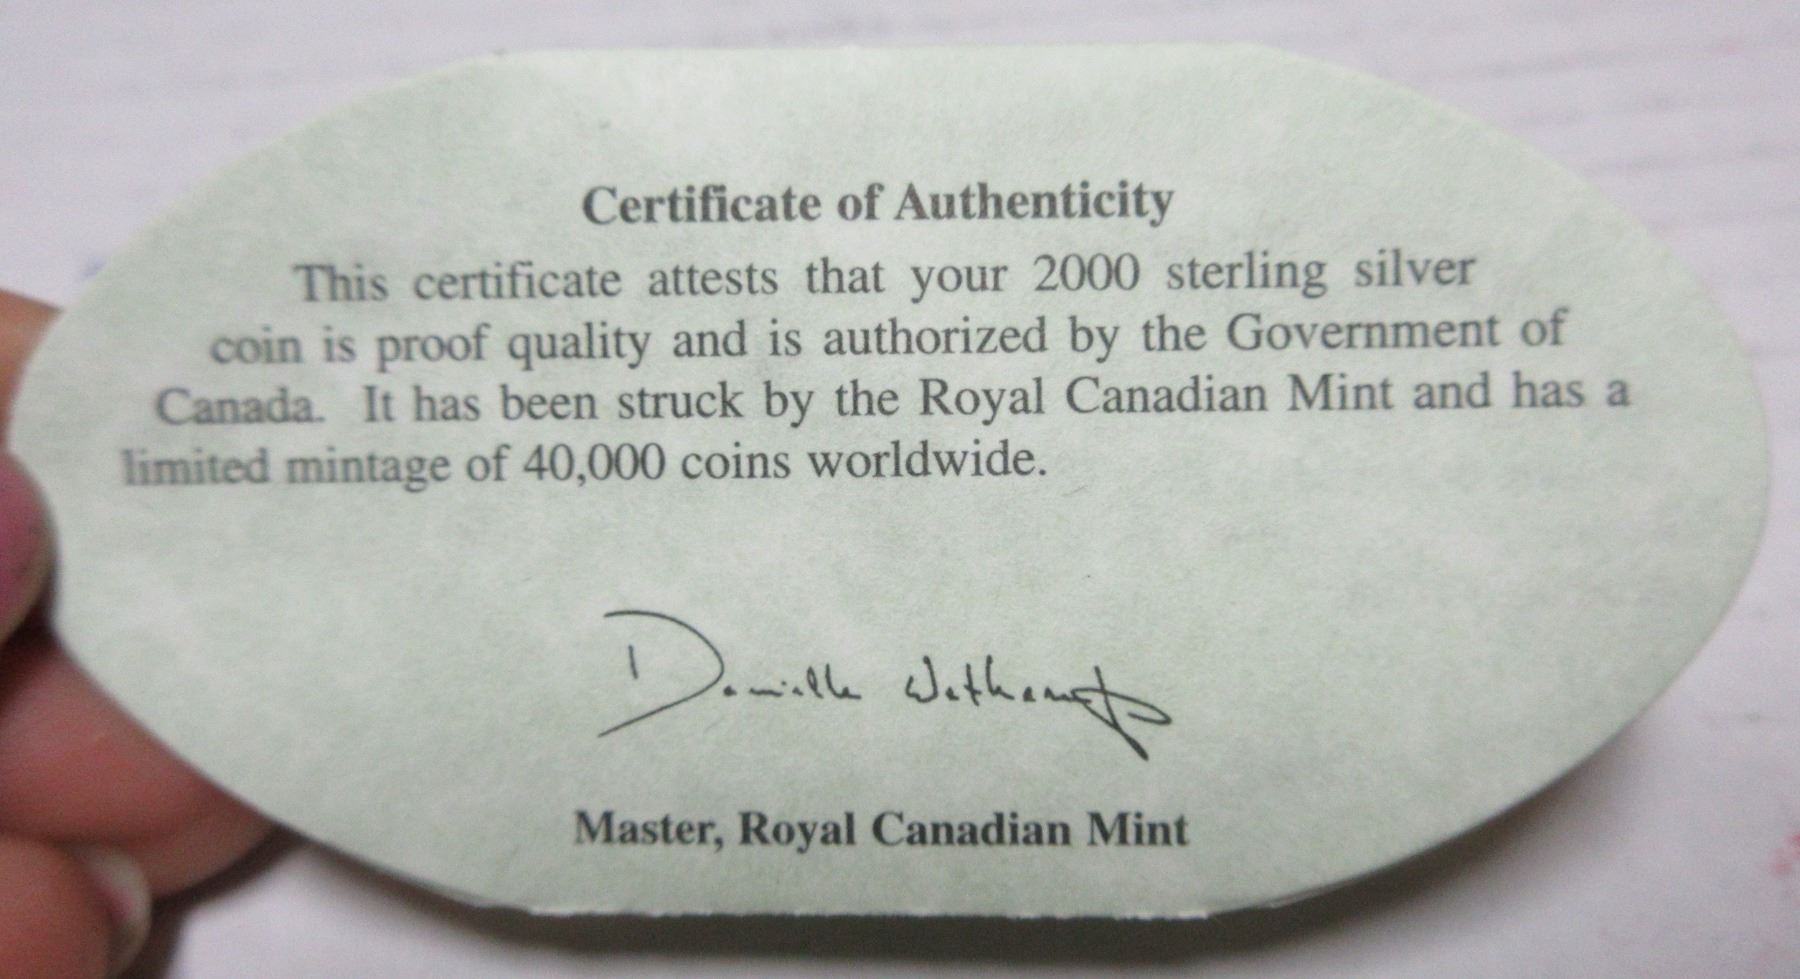 Certificate of Authenticity
This certificate attests that your 2000 sterling silver
coin is proof quality and is authorized by the Government of
Canada. It has been struck by the Royal Canadian Mint and has a
limited mintage of 40,000 coins worldwide.
Danielle
Master, Royal Canadian Mint